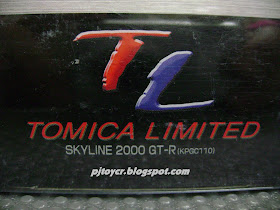 TL
TOMICA LIMITED
SKYLINE 2000 GT-R (KPGC110)
pjtoycr.blogspot.com